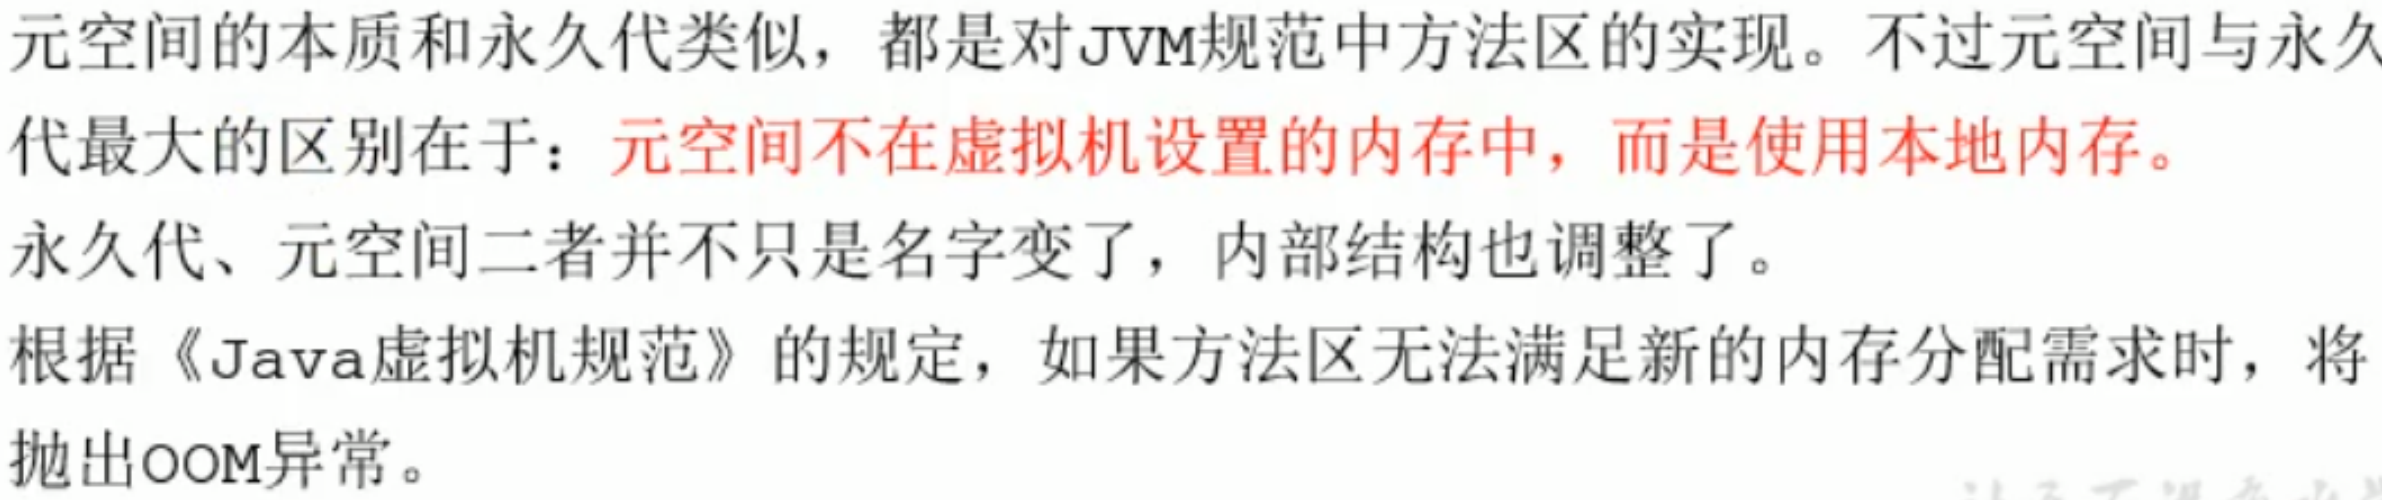 元空间的本质和永久代类似，都是对JVM规范中方法区的实现。不过元空间与永久
代最大的区别在于：元空间不在虚拟机设置的内存中，而是使用本地内存。
永久代、元空间二者并不只是名字变了，内部结构也调整了。
根据《Java虚拟机规范》的规定，如果方法区无法满足新的内存分配需求时，将
抛出OOM异常。